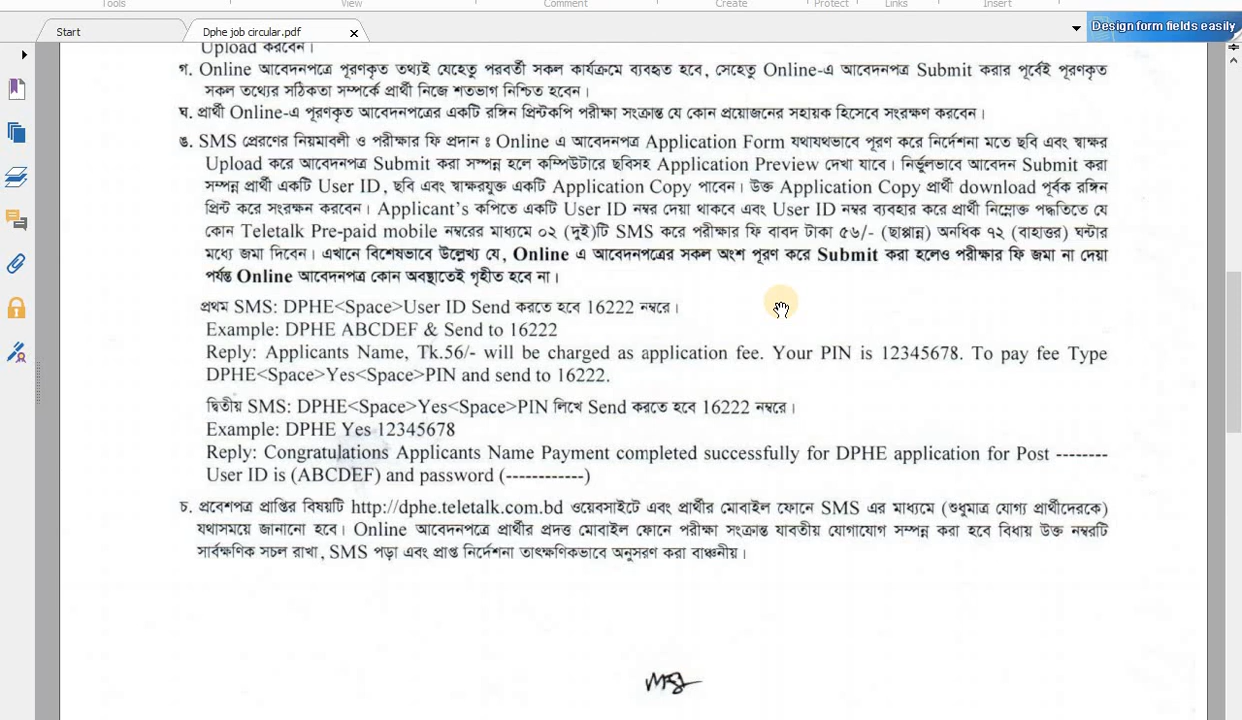 Tools View Comment Create Protect Links Insert
Start Dphe job circular.pdf Design form fields easily
Upload করবেন।
গ. Online আবেদনপত্রে পূরণকৃত তথ্যই যেহেতু পরবর্তী সকল কার্যক্রমে ব্যবহৃত হবে, সেহেতু Online-এ আবেদনপত্র Submit করার পূর্বেই পূরণকৃত
সকল তথ্যের সঠিকতা সম্পর্কে প্রার্থী নিজে শতভাগ নিশ্চিত হবেন।
ঘ. প্রার্থী Online-এ পূরণকৃত আবেদনপত্রের একটি রঙ্গিন প্রিন্টকপি পরীক্ষা সংক্রান্ত যে কোন প্রয়োজনের সহায়ক হিসেবে সংরক্ষণ করবেন।
ঙ. SMS প্রেরণের নিয়মাবলী ও পরীক্ষার ফি প্রদান ঃ Online এ আবেদনপত্র Application Form যথাযথভাবে পূরণ করে নির্দেশনা মতে ছবি এবং স্বাক্ষর
Upload করে আবেদনপত্র Submit করা সম্পন্ন হলে কম্পিউটারে ছবিসহ Application Preview দেখা যাবে। নির্ভুলভাবে আবেদন Submit করা
সম্পন্ন প্রার্থী একটি User ID, ছবি এবং স্বাক্ষরযুক্ত একটি Application Copy পাবেন। উক্ত Application Copy প্রার্থী download পূর্বক রঙ্গিন
প্রিন্ট করে সংরক্ষন করবেন। Applicant's কপিতে একটি User ID নম্বর দেয়া থাকবে এবং User ID নম্বর ব্যবহার করে প্রার্থী নিম্নোক্ত পদ্ধতিতে যে
কোন Teletalk Pre-paid mobile নম্বরের মাধ্যমে ০২ (দুই)টি SMS করে পরীক্ষার ফি বাবদ টাকা ৫৬/- (ছাপ্পান্ন) অনধিক ৭২ (বাহাত্তর) ঘন্টার
মধ্যে জমা দিবেন। এখানে বিশেষভাবে উল্লেখ্য যে, Online এ আবেদনপত্রের সকল অংশ পূরণ করে Submit করা হলেও পরীক্ষার ফি জমা না দেয়া
পর্যন্ত Online আবেদনপত্র কোন অবস্থাতেই গৃহীত হবে না।
প্রথম SMS: DPHE<Space>User ID Send করতে হবে 16222 নম্বরে।
Example: DPHE ABCDEF & Send to 16222
Reply: Applicants Name, Tk.56/- will be charged as application fee. Your PIN is 12345678. To pay fee Type
DPHE<Space>Yes<Space>PIN and send to 16222.
দ্বিতীয় SMS: DPHE<Space>Yes<Space>PIN লিখে Send করতে হবে 16222 নম্বরে।
Example: DPHE Yes 12345678
Reply: Congratulations Applicants Name Payment completed successfully for DPHE application for Post --------
User ID is (ABCDEF) and password (------------)
চ. প্রবেশপত্র প্রাপ্তির বিষয়টি http://dphe.teletalk.com.bd ওয়েবসাইটে এবং প্রার্থীর মোবাইল ফোনে SMS এর মাধ্যমে (শুধুমাত্র যোগ্য প্রার্থীদেরকে)
যথাসময়ে জানানো হবে। Online আবেদনপত্রে প্রার্থীর প্রদত্ত মোবাইল ফোনে পরীক্ষা সংক্রান্ত যাবতীয় যোগাযোগ সম্পন্ন করা হবে বিধায় উক্ত নম্বরটি
সার্বক্ষণিক সচল রাখা, SMS পড়া এবং প্রাপ্ত নির্দেশনা তাৎক্ষণিকভাবে অনুসরণ করা বাঞ্চনীয়।